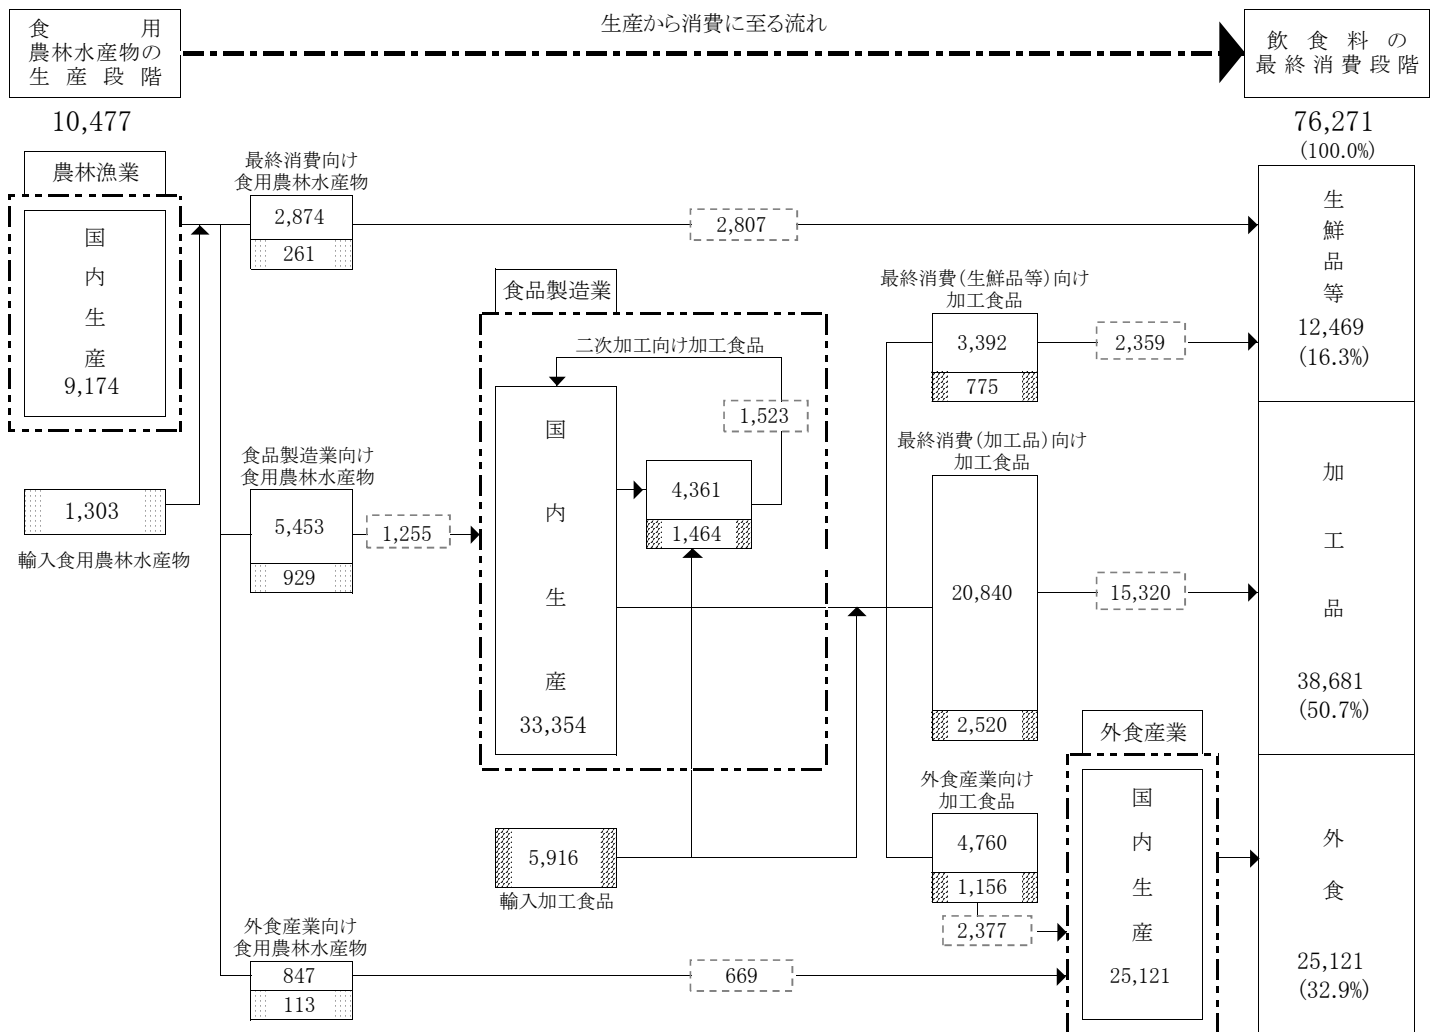 生産から消費に至る流れ
食用
農林水産物の
生産段階
10,477
飲食料の
最終消費段階
76,271
(100.0%)
農林漁業
国内生産
9,174
1,303
輸入食用農林水産物
最終消費向け
食用農林水産物
2,874
261
2,807
食品製造業向け
食用農林水産物
5,453
929
1,255
外食産業向け
食用農林水産物
847
113
669
食品製造業
二次加工向け加工食品
1,523
国内生産
33,354
4,361
1,464
5,916
輸入加工食品
最終消費(生鮮品等)向け
加工食品
3,392
775
2,359
最終消費(加工品)向け
加工食品
20,840
2,520
15,320
外食産業向け
加工食品
4,760
1,156
2,377
外食産業
国内生産
25,121
生鮮品等
12,469
(16.3%)
加工品
38,681
(50.7%)
外食
25,121
(32.9%)